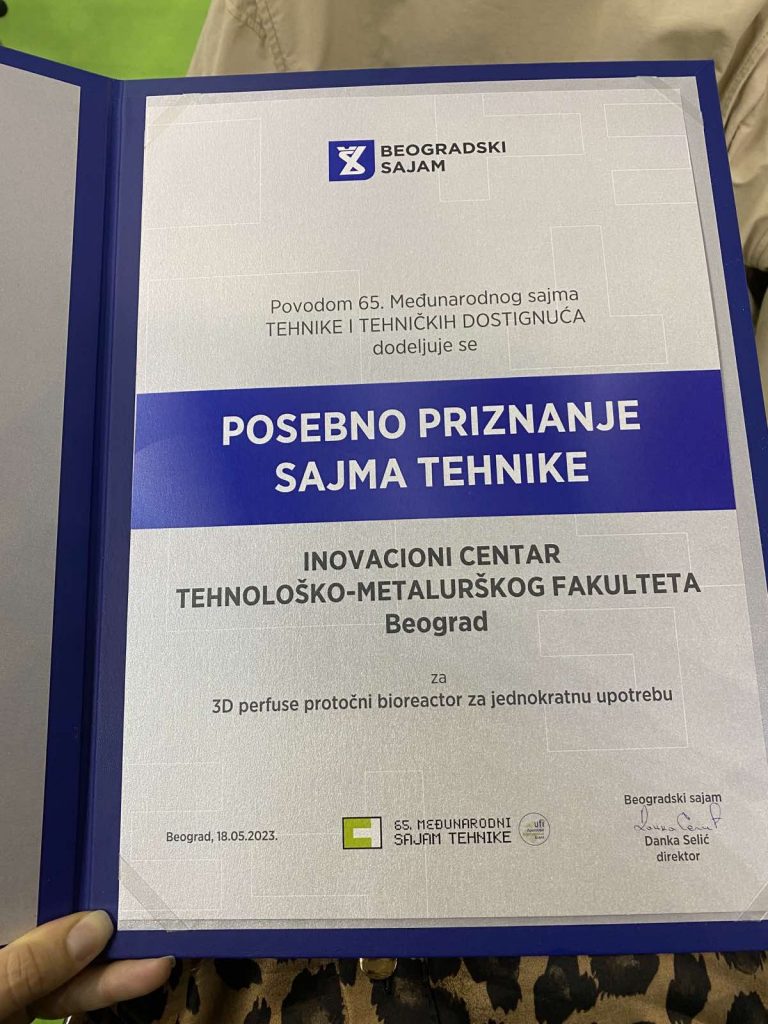 BEOGRADSKI
SAJAM
Povodom 65. Međunarodnog sajma
TEHNIKE I TEHNIČKIH DOSTIGNUĆA
dodeljuje se
POSEBNO PRIZNANJE
SAJMA TEHNIKE
INOVACIONI CENTAR
TEHNOLOŠKO-METALURŠKOG FAKULTETA
Beograd
za
3D perfuse protočni bioreactor za jednokratnu upotrebu
Beograd, 18.05.2023.
65. MEĐUNARODNI
SAJAM TEHNIKE
ufi
Beogradski sajam
Danka Selić
direktor